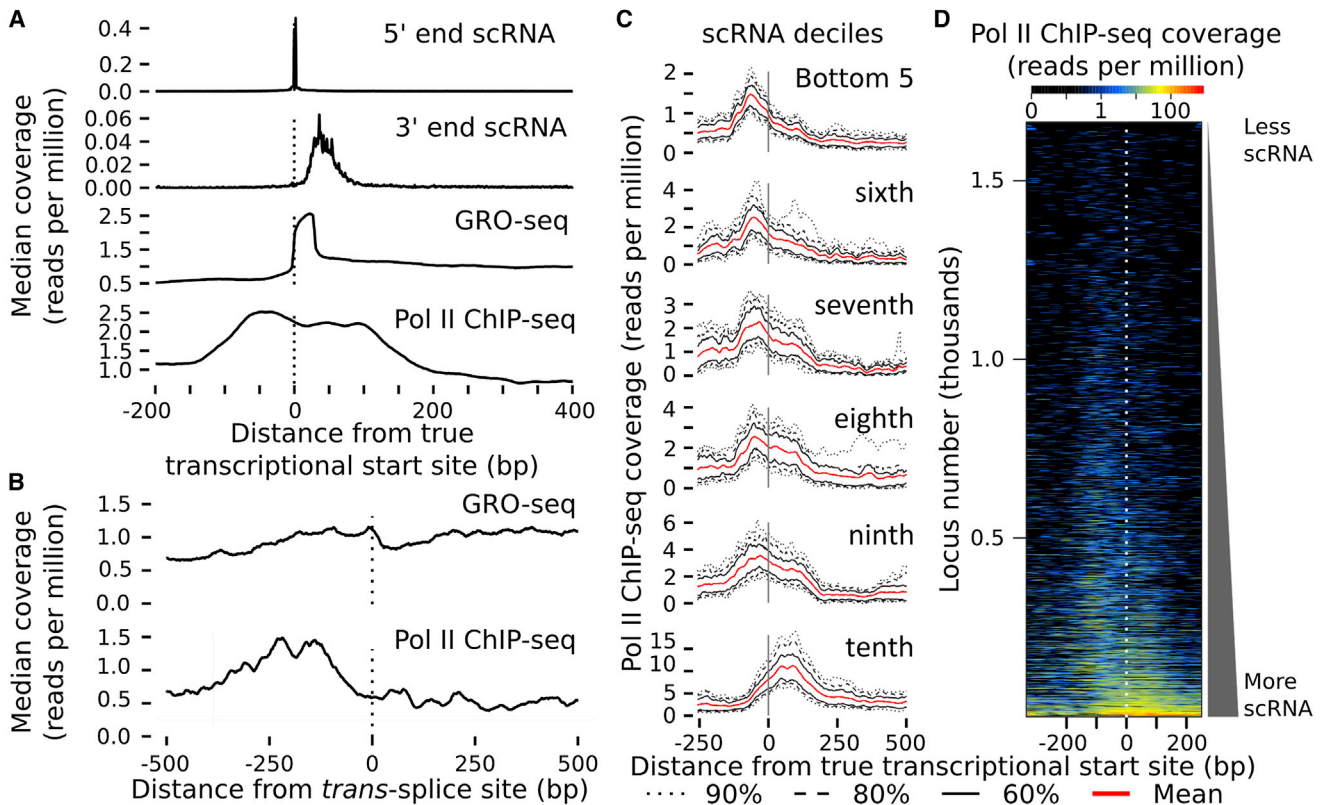 A
Median coverage
(reads per million)
5' end scRNA
0.4
0.2
0.0
3' end scRNA
0.06
0.04
0.02
0.00
GRO-seq
2.5
1.5
0.5
Pol II ChIP-seq
2.5
2.0
1.5
1.0
-200 0 200 400
Distance from true
transcriptional start site (bp)
B
Median coverage
(reads per million)
GRO-seq
1.5
1.0
0.5
0.0
Pol II ChIP-seq
1.5
1.0
0.5
0.0
-500 -250 0 250 500
Distance from trans-splice site (bp)
C
scRNA deciles
Pol II ChIP-seq coverage (reads per million)
Bottom 5
2
1
0
sixth
4
2
0
seventh
3
2
1
0
eighth
4
2
0
ninth
6
4
2
0
tenth
15
10
5
0
-250 0 250 500
Distance from true transcriptional start site (bp)
90% 80% 60% Mean
D
Pol II ChIP-seq coverage
(reads per million)
0 1 100
Locus number (thousands)
1.5
1.0
0.5
Less
scRNA
More
scRNA
-200 0 200